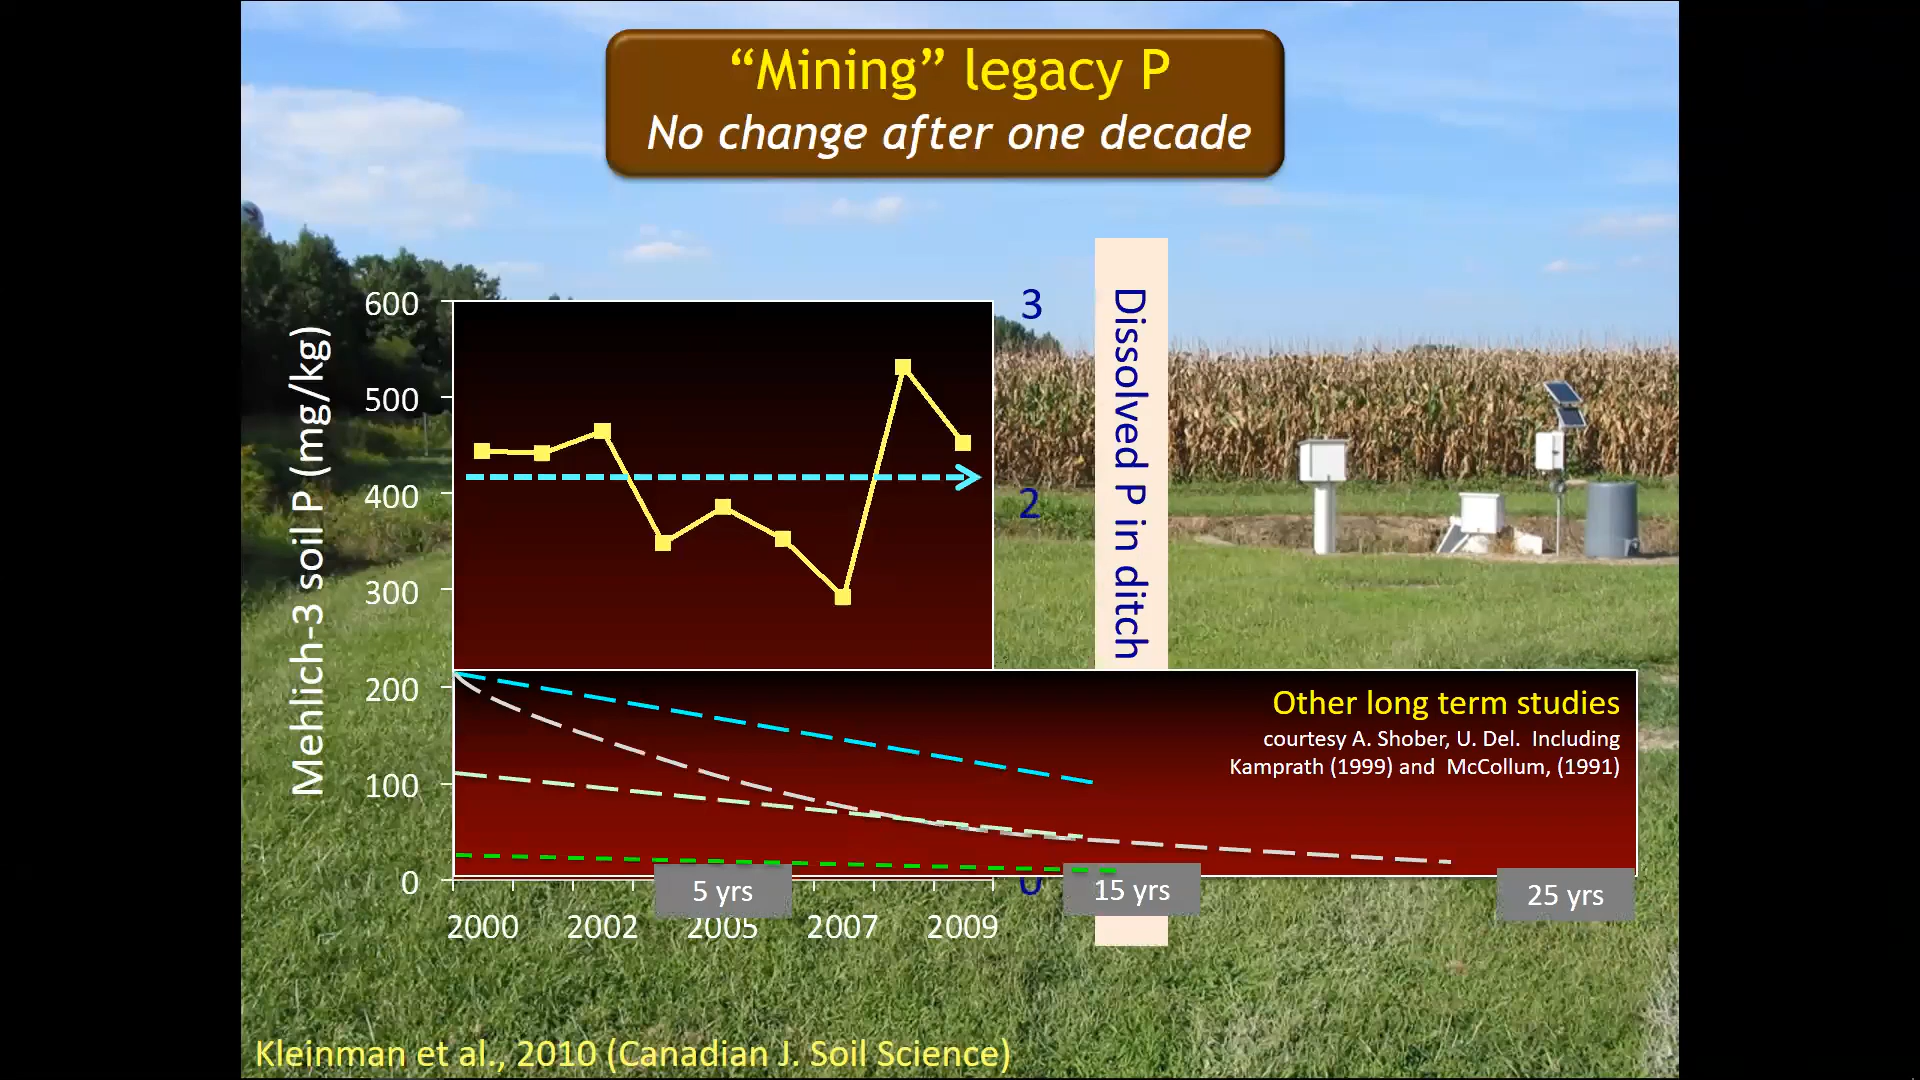 “Mining” legacy P
No change after one decade
Mehlich-3 soil P (mg/kg)
600
500
400
300
200
100
0
3
2
0
Dissolved P in ditch
Other long term studies
courtesy A. Shober, U. Del. Including
Kamprath (1999) and McCollum, (1991)
5 yrs
15 yrs
25 yrs
2000 2002 2005 2007 2009
Kleinman et al., 2010 (Canadian J. Soil Science)